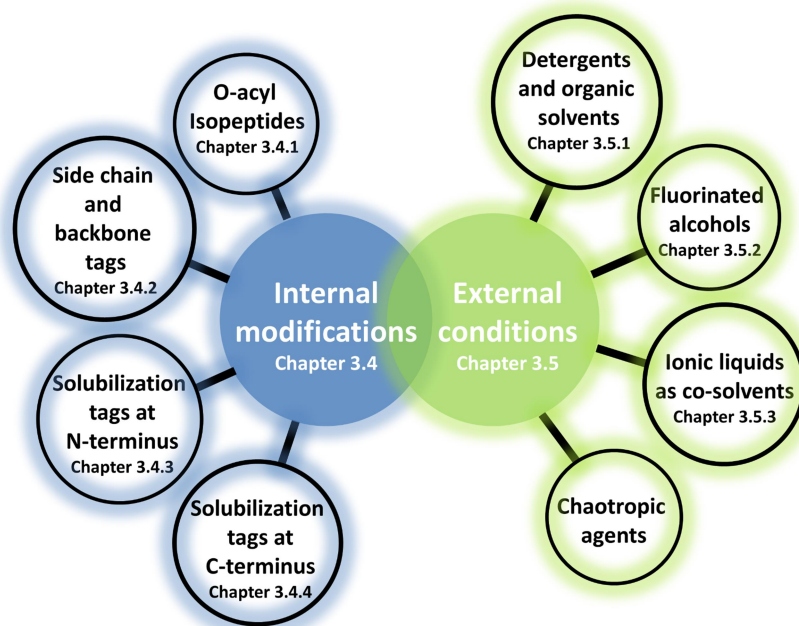 O-acyl
Isopeptides
Chapter 3.4.1
Side chain
and
backbone
tags
Chapter 3.4.2
Solubilization
tags at
N-terminus
Chapter 3.4.3
Solubilization
tags at
C-terminus
Chapter 3.4.4
Internal
modifications
Chapter 3.4
External
conditions
Chapter 3.5
Detergents
and organic
solvents
Chapter 3.5.1
Fluorinated
alcohols
Chapter 3.5.2
Ionic liquids
as co-solvents
Chapter 3.5.3
Chaotropic
agents